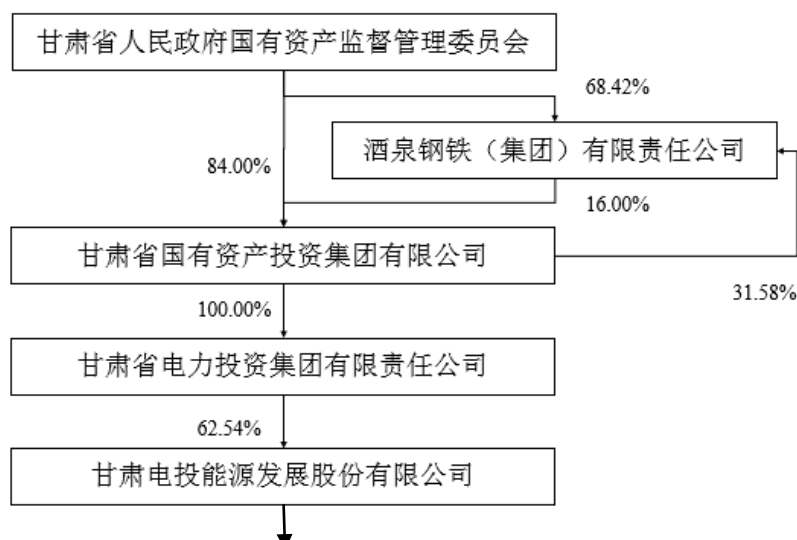 甘肃省人民政府国有资产监督管理委员会
68.42%
酒泉钢铁（集团）有限责任公司
84.00%
16.00%
甘肃省国有资产投资集团有限公司
31.58%
100.00%
甘肃省电力投资集团有限责任公司
62.54%
甘肃电投能源发展股份有限公司